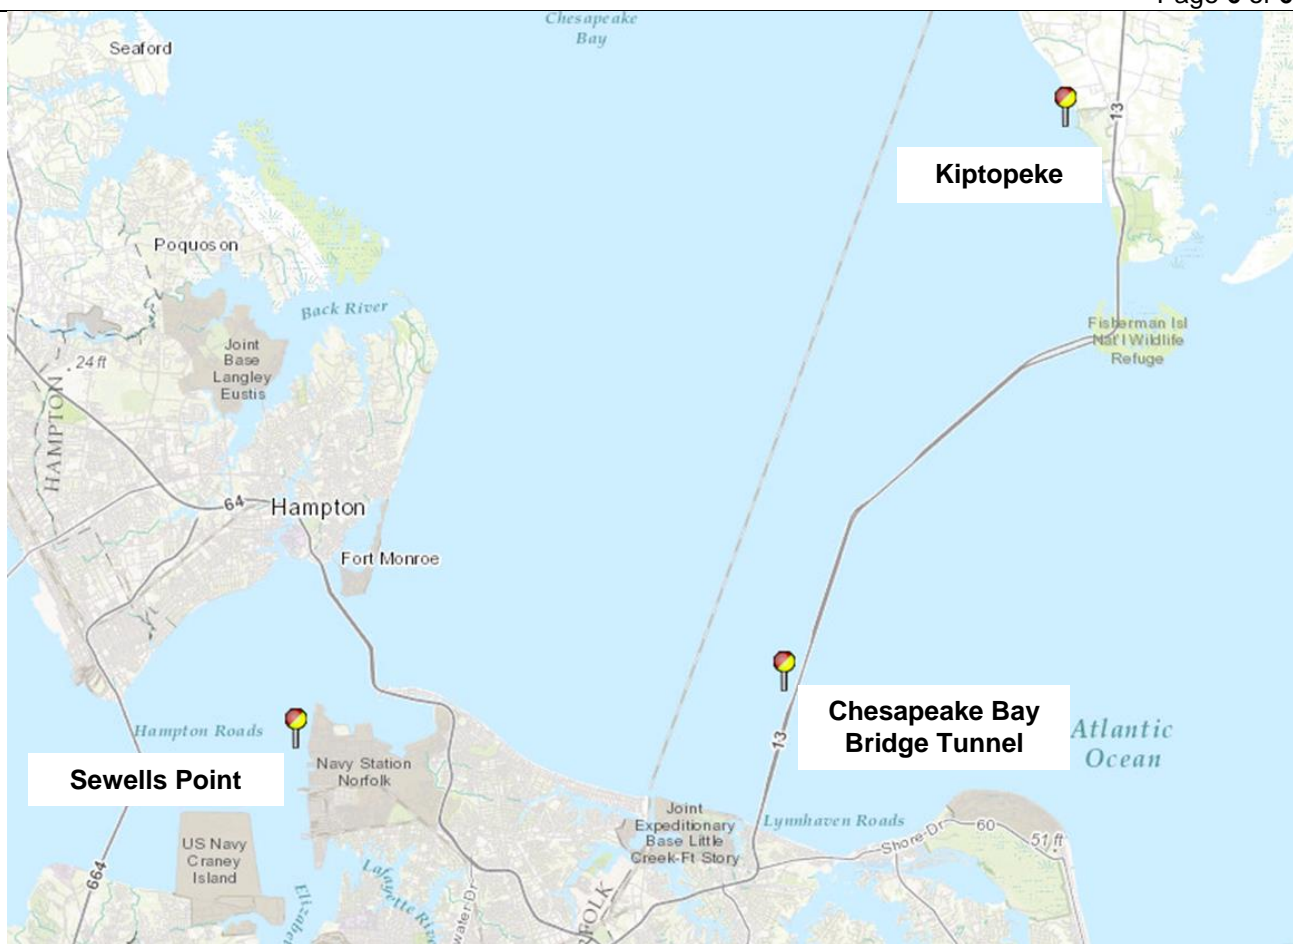 Chesapeake
Bay
Seaford
13
Kiptopeke
Poquoson
Back River
Fisherman Isl
Nat'l Wildlife
Refuge
Joint
Base
Langley
Eustis
24 ft
HAMPTON
64
Hampton
Fort Monroe
Chesapeake Bay
Bridge Tunnel
13
Atlantic
Ocean
Hampton Roads
Sewells Point
Navy Station
Norfolk
Joint
Expeditionary
Base Little
Creek-Ft Story
Lynnhaven Roads
Shore-Dr
60
51 ft
US Navy
Craney
Island
664
Lafayette River